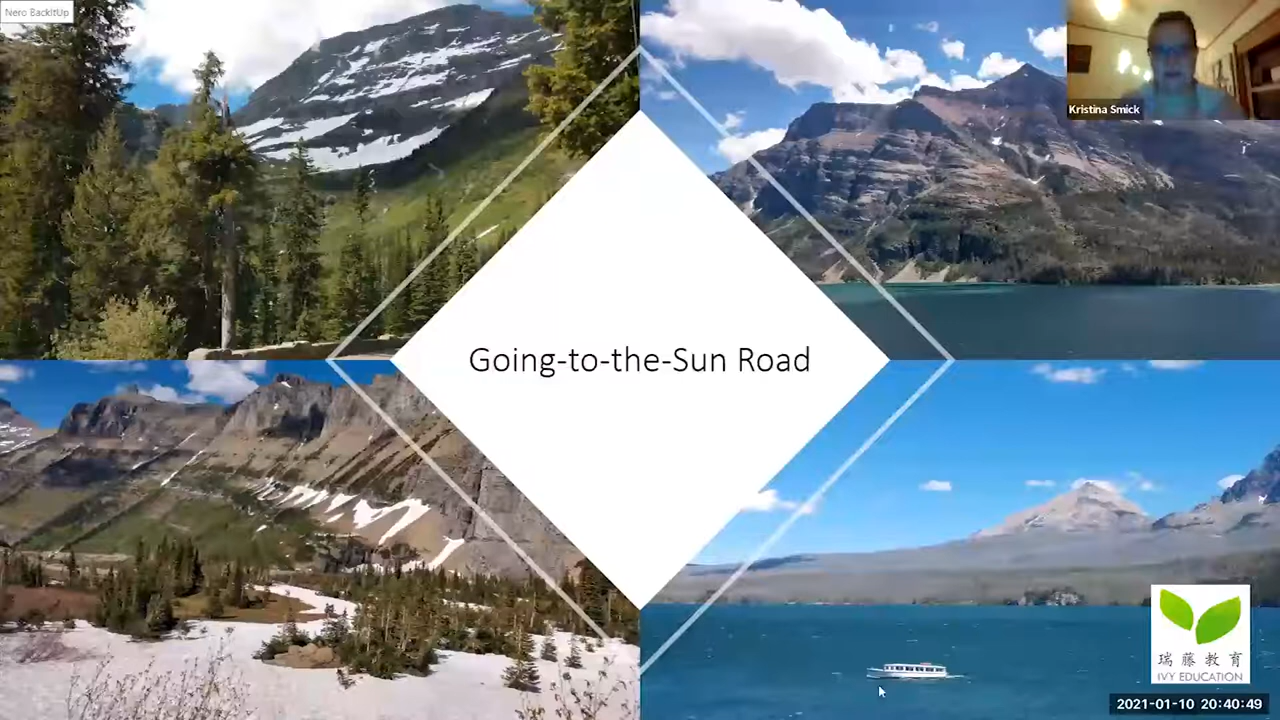 Nero BackItUp
Kristina Smick
Going-to-the-Sun Road
瑞藤教育
IVY EDUCATION
2021-01-10 20:40:49